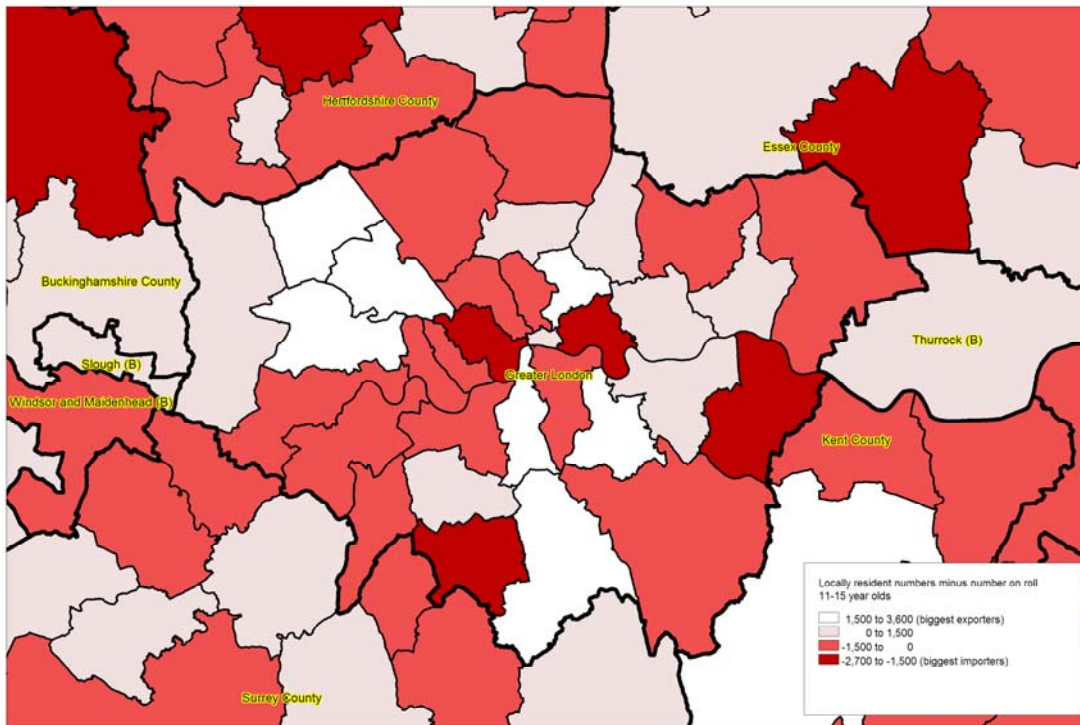 Hertfordshire County
Essex County
Buckinghamshire County
Thurrock (B)
Slough (B)
Greater London
Windsor and Maidenhead (B)
Kent County
Surrey County
Locally resident numbers minus number on roll
11-15 year olds
1,500 to 3,600 (biggest exporters)
0 to 1,500
-1,500 to 0
-2,700 to -1,500 (biggest importers)